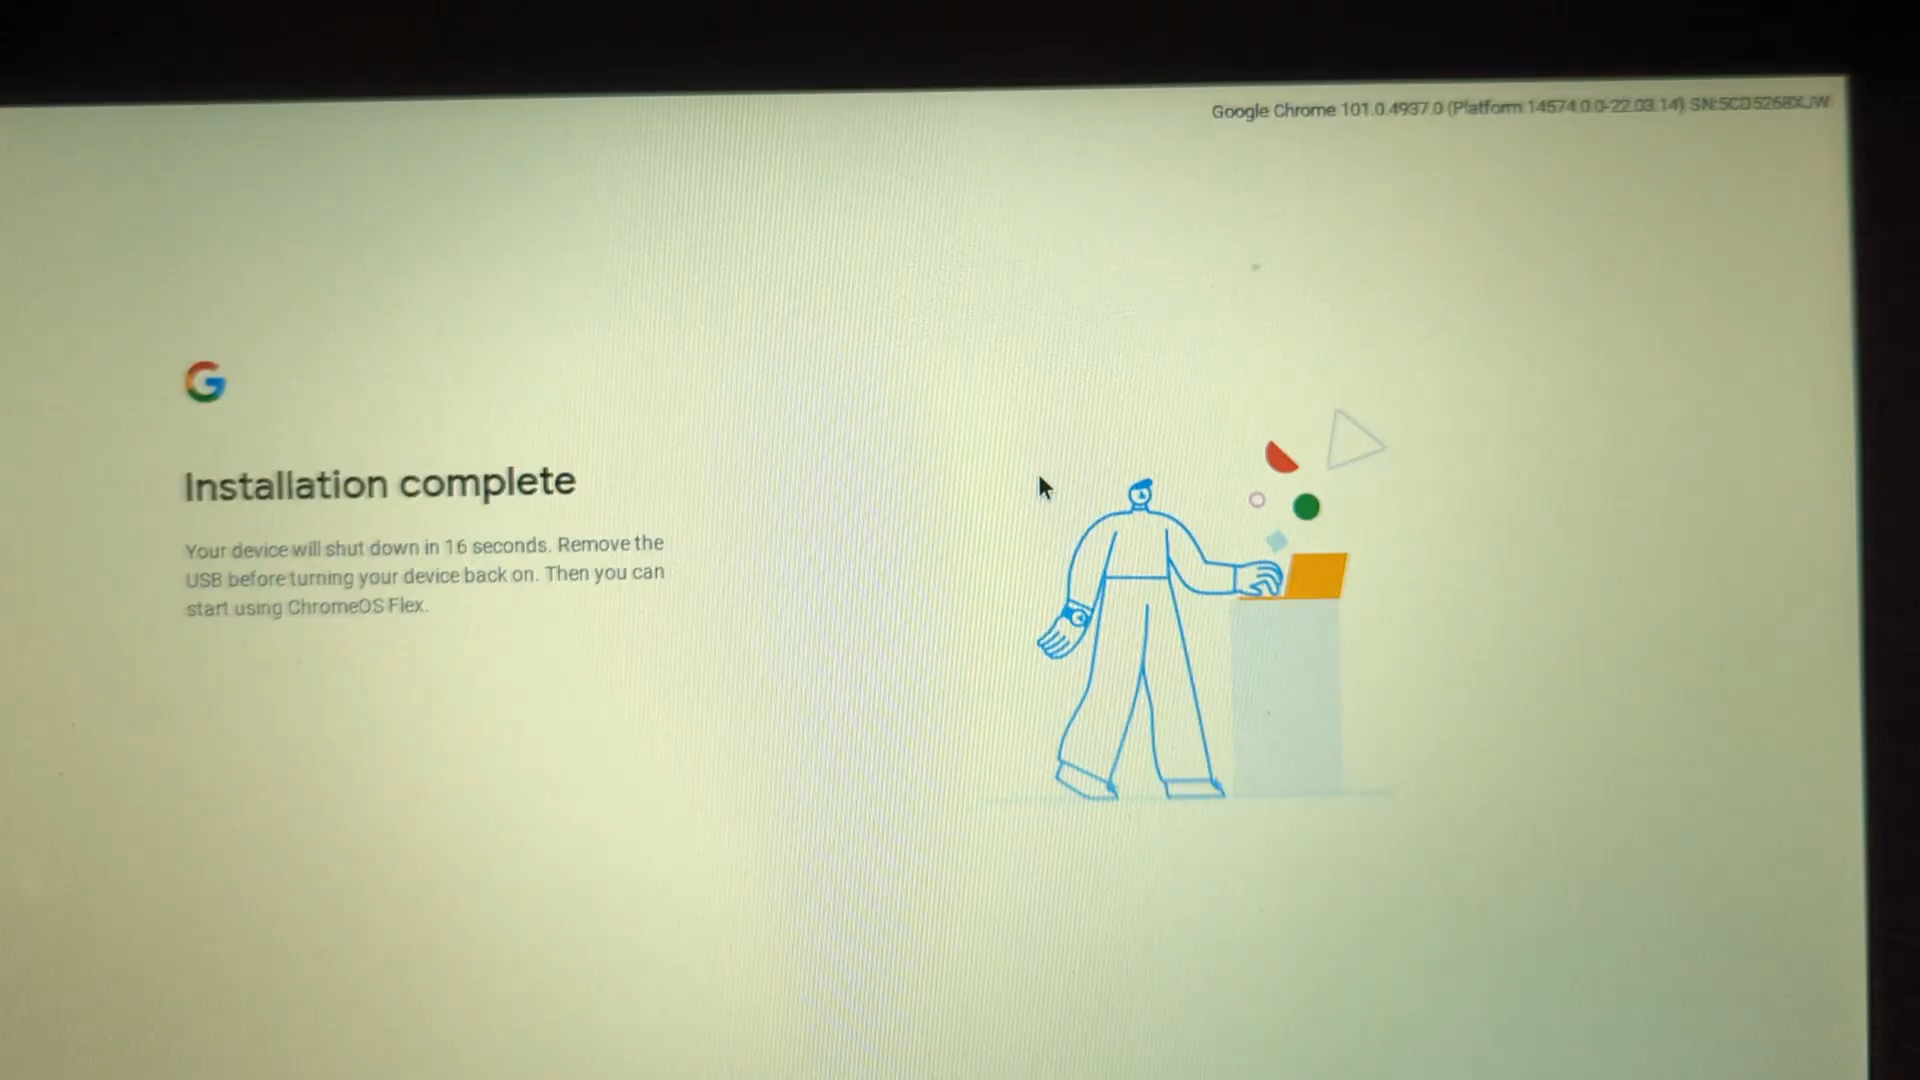 Google Chrome 101.0.4937.0 (Platform 14574.0.0-22.03.14) SN:5CD5268XJW
Installation complete
Your device will shut down in 16 seconds. Remove the
USB before turning your device back on. Then you can
start using ChromeOS Flex.